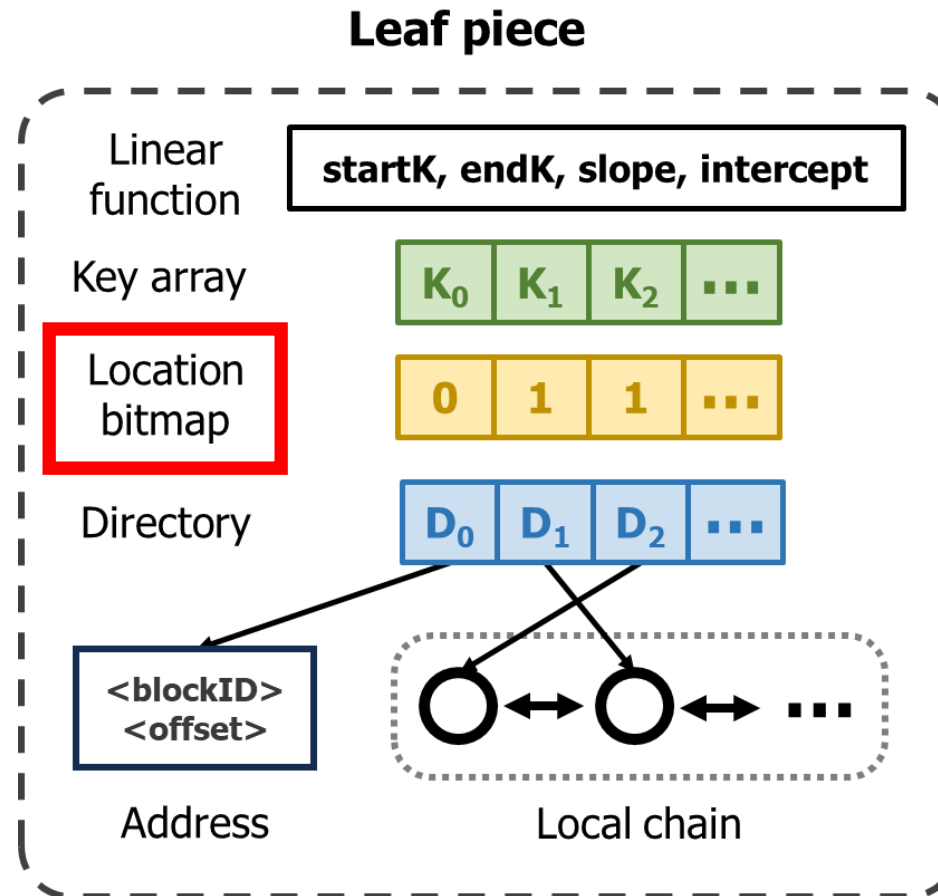 Leaf piece
Linear
function
startK, endK, slope, intercept
Key array
K₀ K₁ K₂ ...
Location
bitmap
0 1 1 ...
Directory
D₀ D₁ D₂ ...
<blockID>
<offset>
...
Address
Local chain